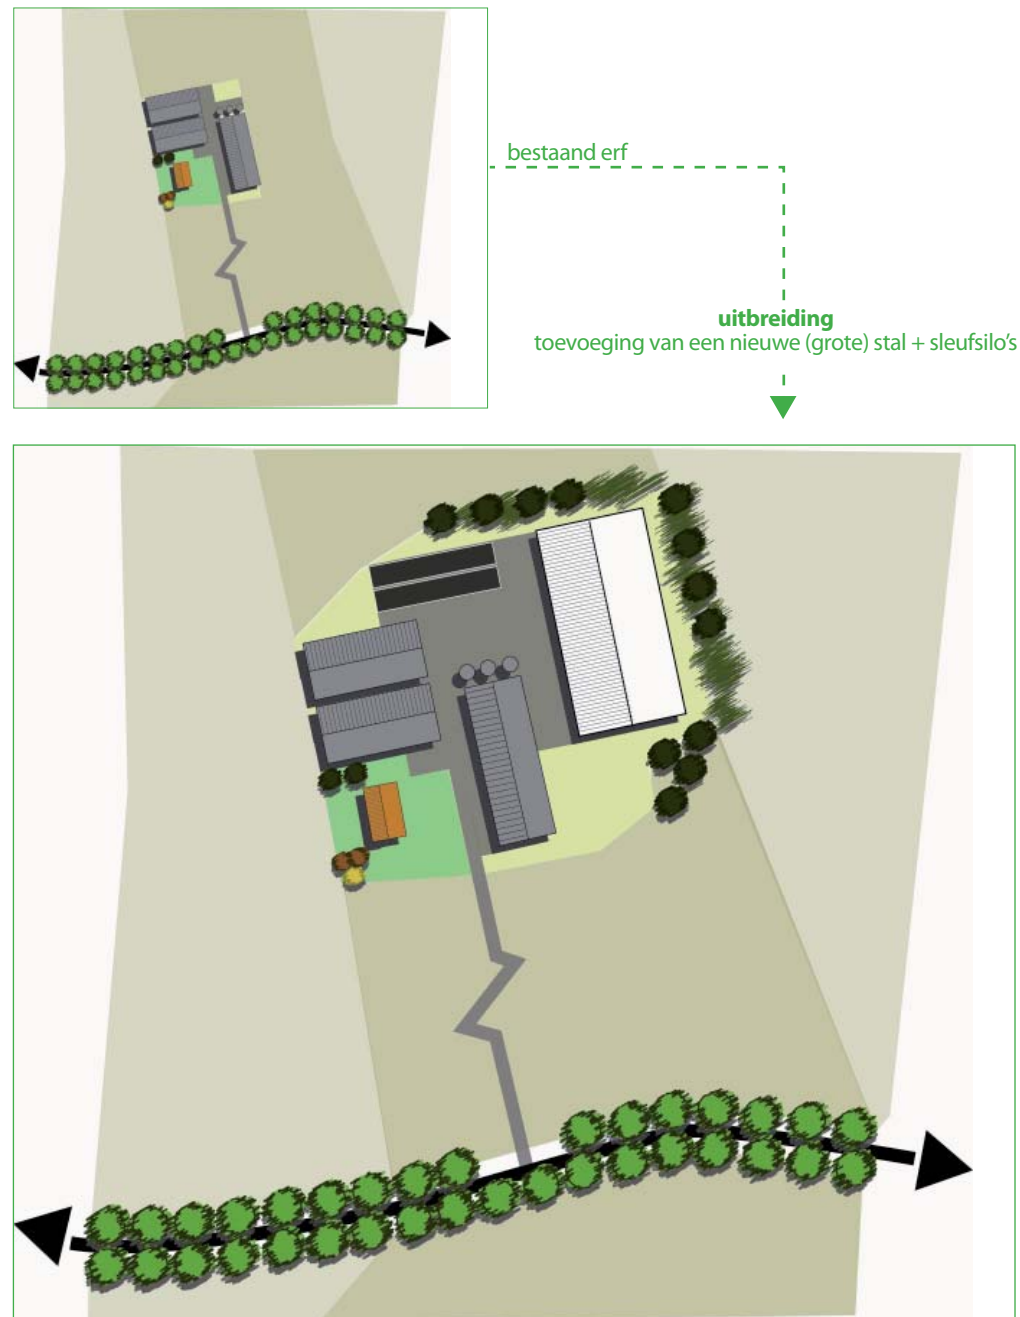 bestaand erf
uitbreiding
toevoeging van een nieuwe (grote) stal + sleufsilo's